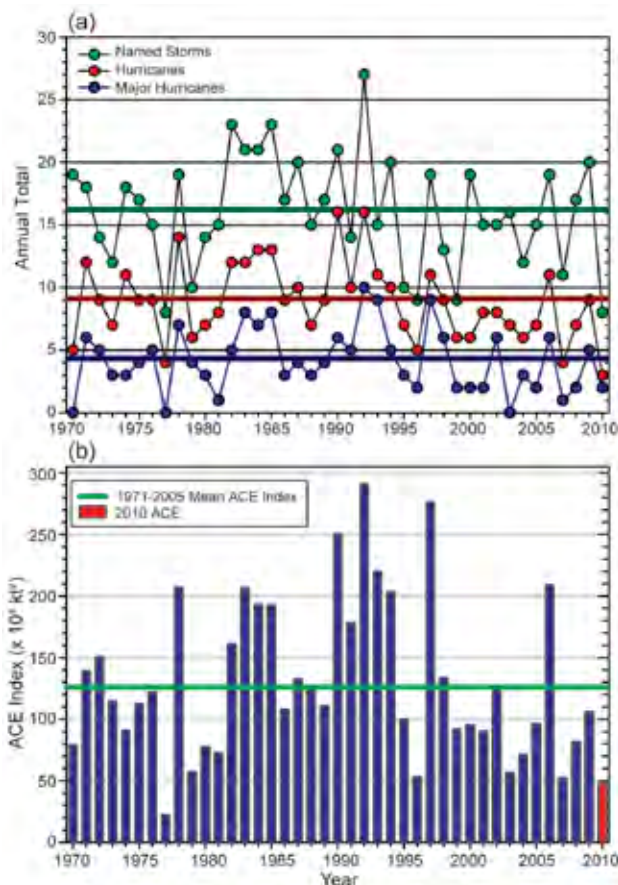 (a)
30
25
20
15
10
5
0
Annual Total
Named Storms
Hurricanes
Major Hurricanes
1970 1975 1980 1985 1990 1995 2000 2005 2010
(b)
300
250
200
150
100
50
0
ACE Index (x 10⁴ kt²)
1971-2005 Mean ACE Index
2010 ACE
1970 1975 1980 1985 1990 1995 2000 2005 2010
Year